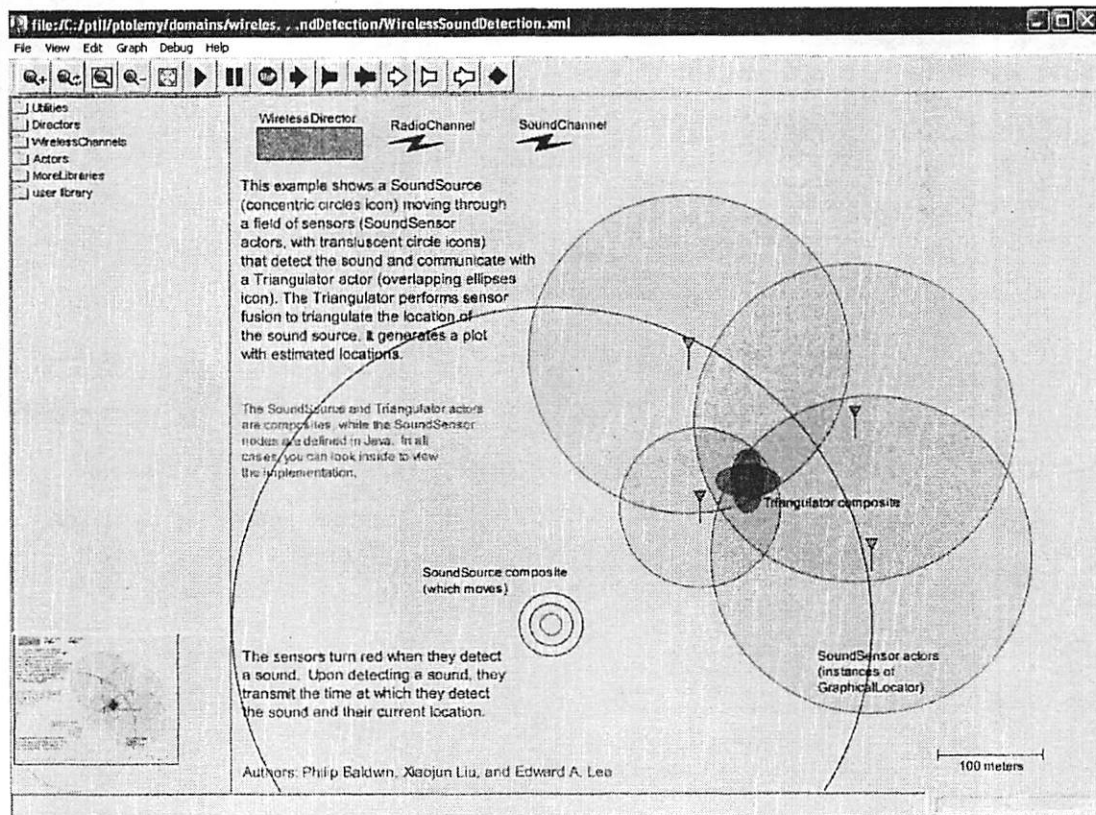 file:/C:/ptII/ptolemy/domains/wireles. . .ndDetection/WirelessSoundDetection.xml
File View Edit Graph Debug Help
Utilities
Directors
WirelessChannels
Actors
MoreLibraries
user library
WirelessDirector
RadioChannel
SoundChannel
This example shows a SoundSource
(concentric circles icon) moving through
a field of sensors (SoundSensor
actors, with transluscent circle icons)
that detect the sound and communicate with
a Triangulator actor (overlapping ellipses
icon). The Triangulator performs sensor
fusion to triangulate the location of
the sound source. It generates a plot
with estimated locations.
The SoundSource and Triangulator actors
are composites, while the SoundSensor
nodes are defined in Java. In all
cases, you can look inside to view
the implementation.
Triangulator composite
SoundSource composite
(which moves)
The sensors turn red when they detect
a sound. Upon detecting a sound, they
transmit the time at which they detect
the sound and their current location.
SoundSensor actors
(instances of
GraphicalLocator)
100 meters
Authors: Philip Baldwin, Xiaojun Liu, and Edward A. Lee